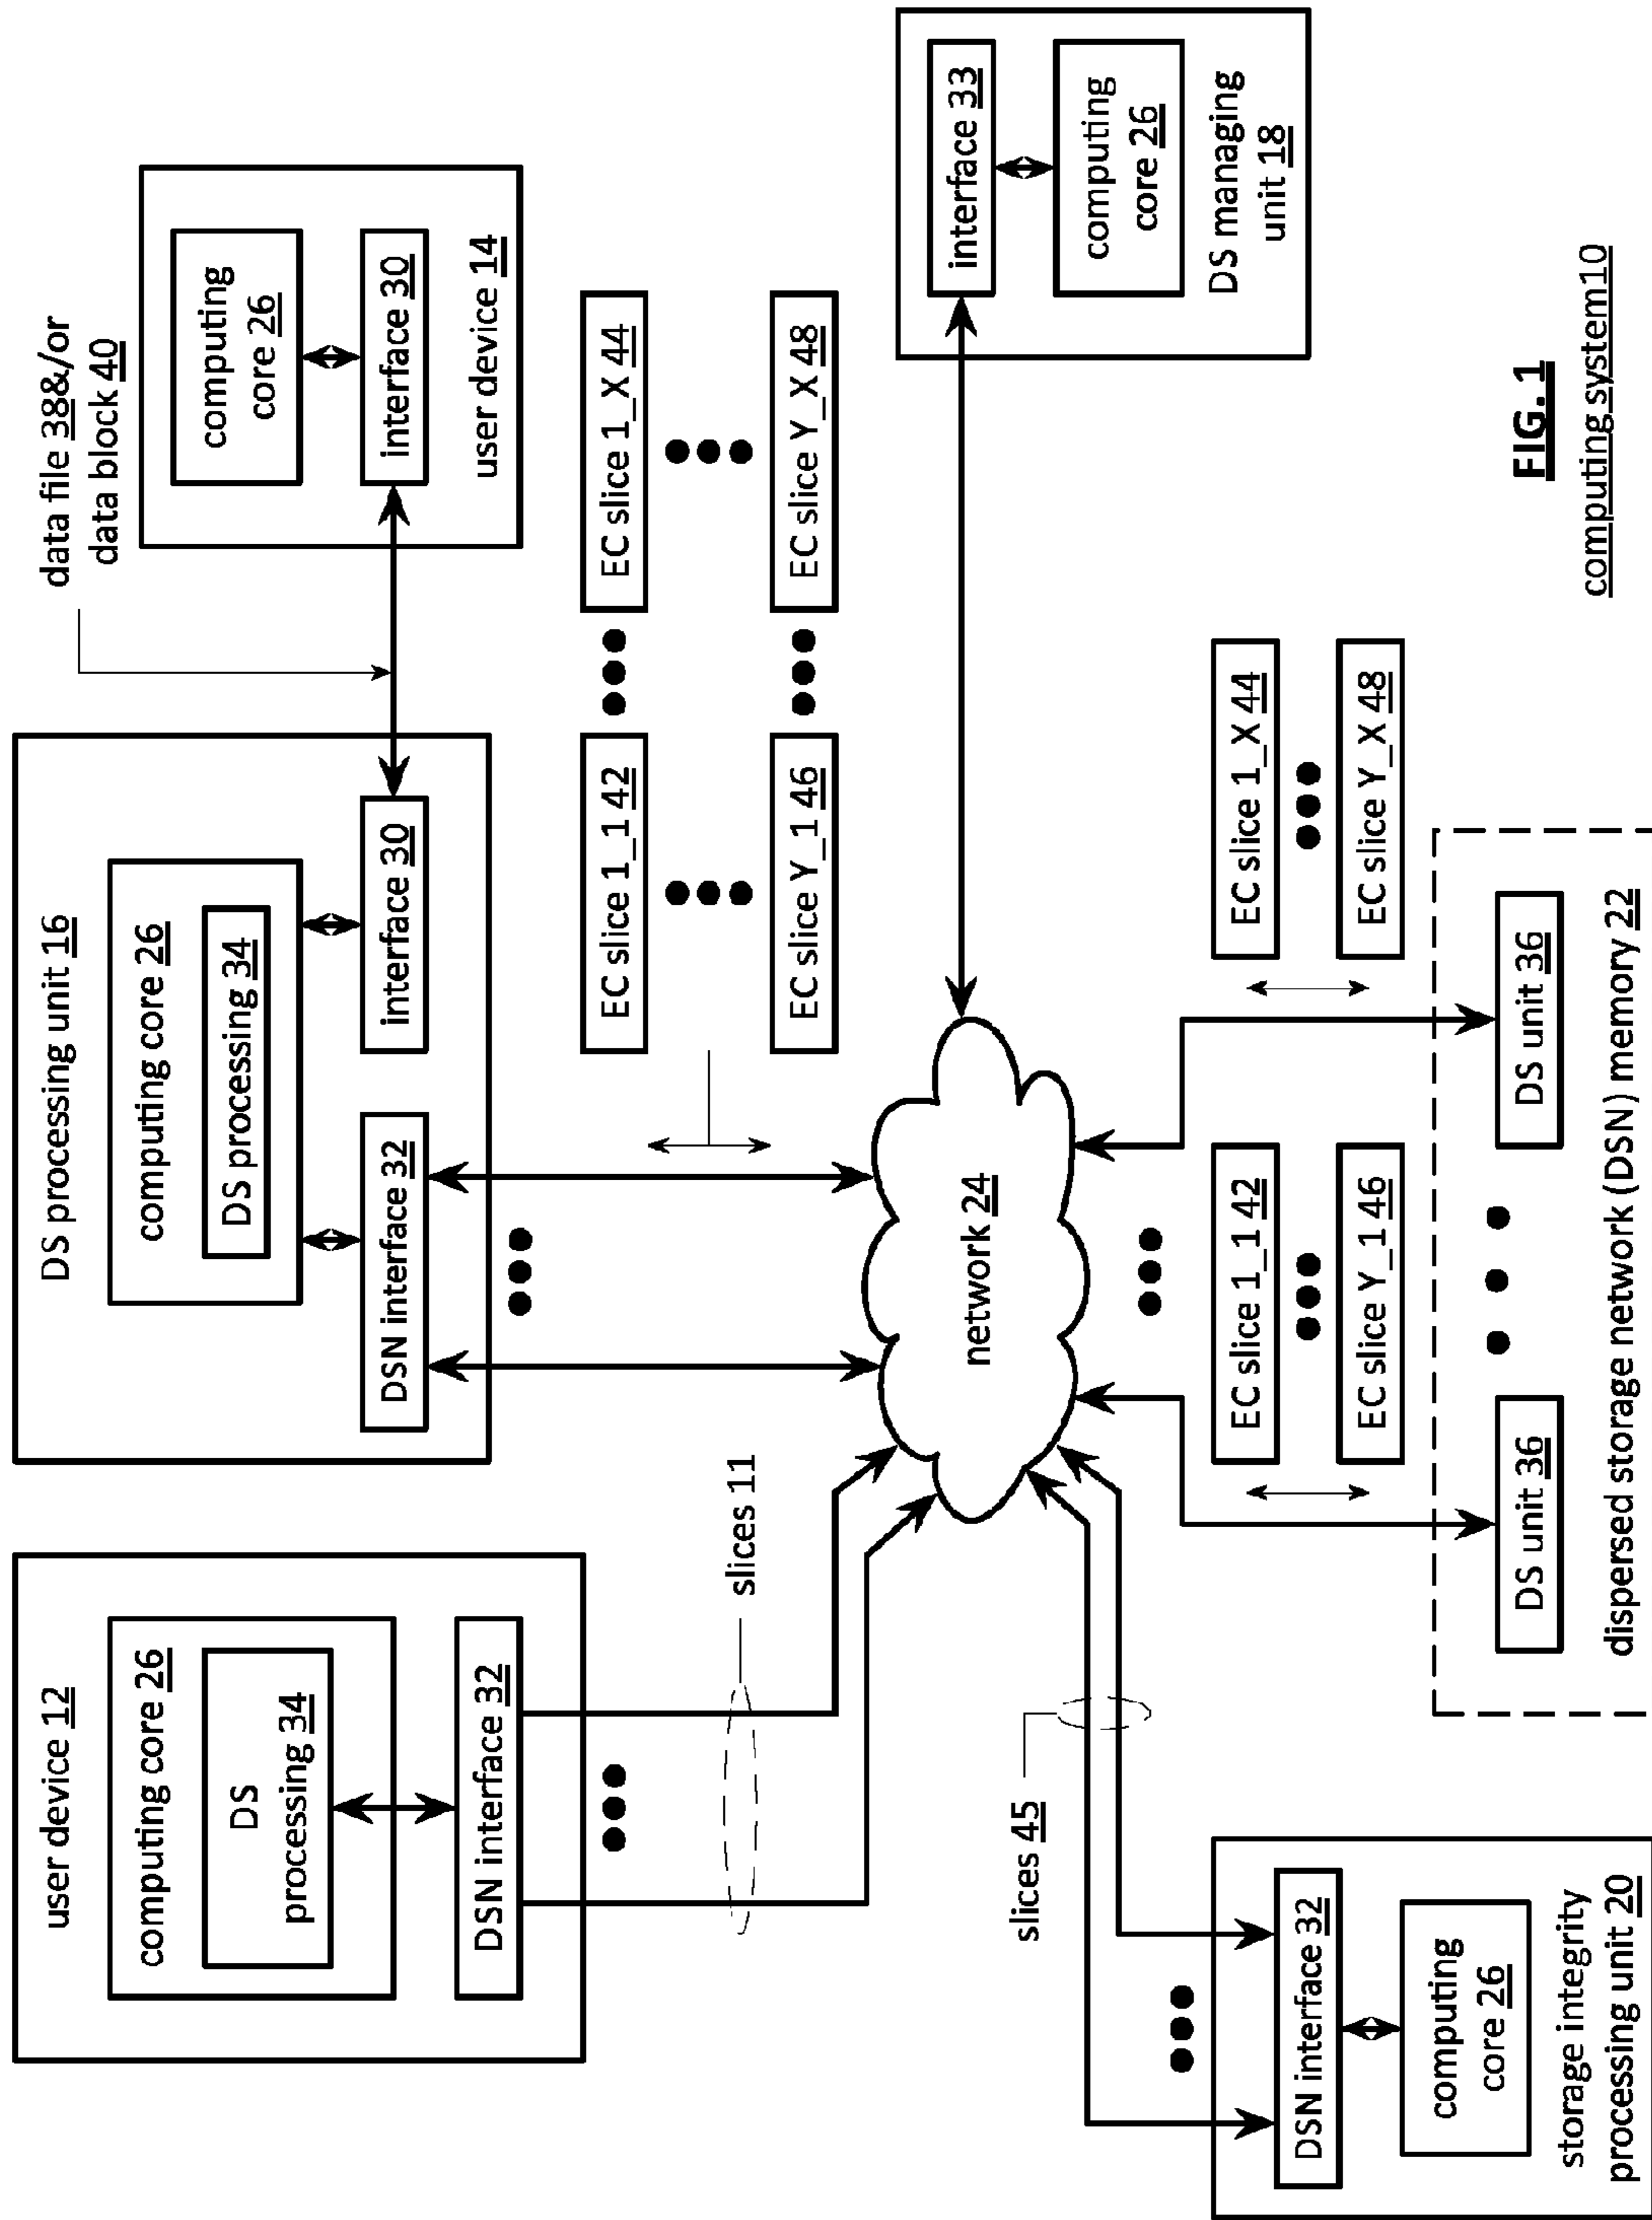 user device 12
computing core 26
DS
processing 34
DSN interface 32
DS processing unit 16
computing core 26
DS processing 34
DSN interface 32
interface 30
data file 38&/or
data block 40
computing
core 26
interface 30
user device 14
slices 11
EC slice 1_1 42
EC slice 1_X 44
EC slice Y_1 46
EC slice Y_X 48
network 24
interface 33
computing
core 26
DS managing
unit 18
slices 45
DSN interface 32
computing
core 26
storage integrity
processing unit 20
EC slice 1_1 42
EC slice Y_1 46
EC slice 1_X 44
EC slice Y_X 48
DS unit 36
DS unit 36
dispersed storage network (DSN) memory 22
FIG. 1
computing system10